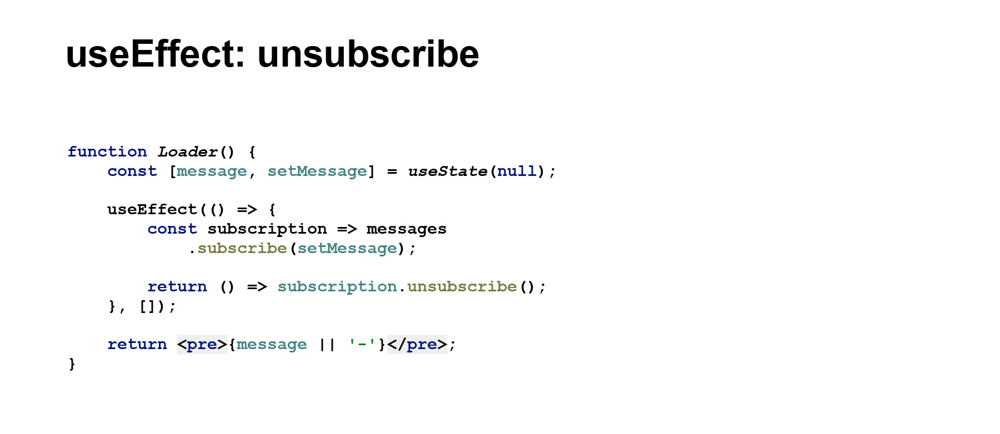 useEffect: unsubscribe
function Loader() {
    const [message, setMessage] = useState(null);
    useEffect(() => {
        const subscription => messages
            .subscribe(setMessage);
        return () => subscription.unsubscribe();
    }, []);
    return <pre>{message || '-'}</pre>;
}